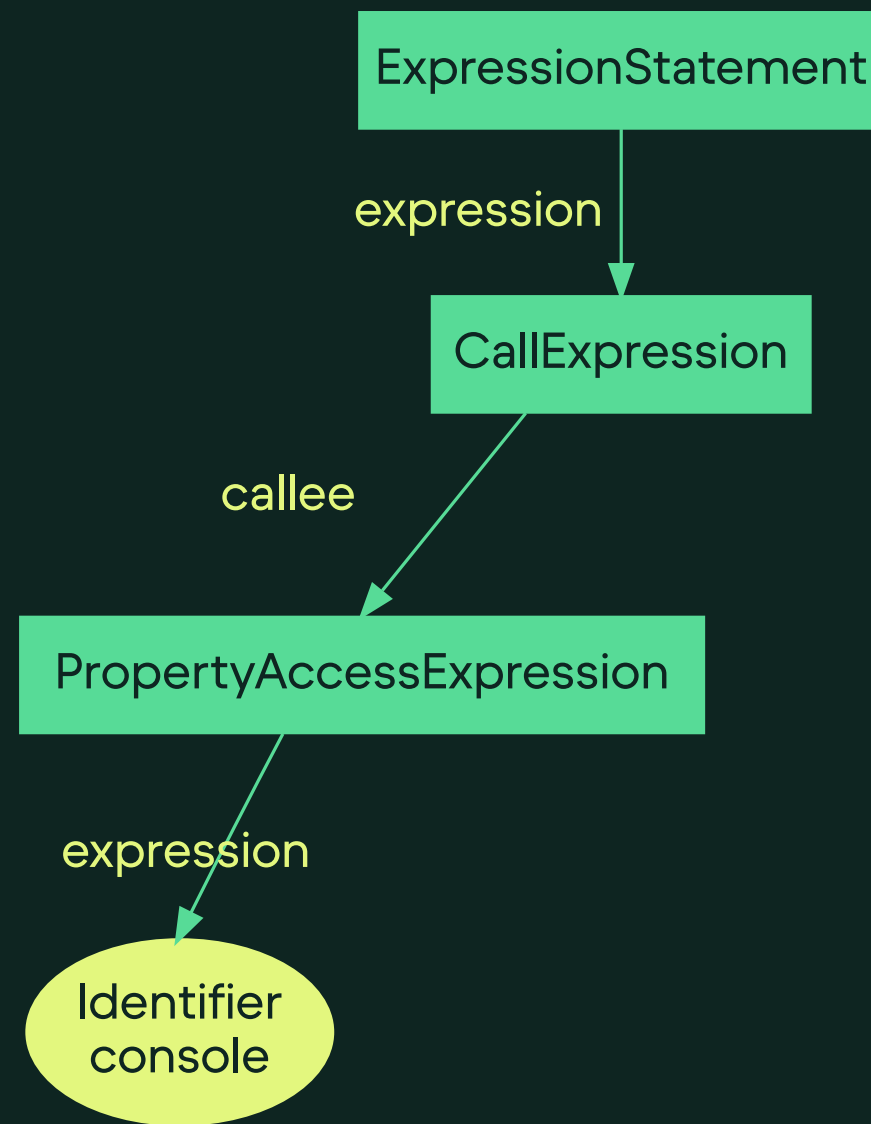 ExpressionStatement
expression
CallExpression
callee
PropertyAccessExpression
expression
Identifier
console